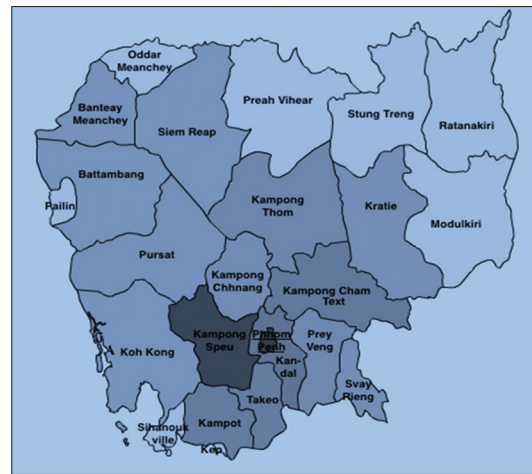 Oddar
Meanchey
Banteay
Meanchey
Siem Reap
Preah Vihear
Stung Treng
Ratanakiri
Battambang
Pailin
Kampong
Thom
Kratie
Modulkiri
Pursat
Kampong
Chhnang
Kampong Cham
Text
Kampong
Speu
Phnom
Penh
Prey
Veng
Koh Kong
Kan-
dal
Svay
Rieng
Takeo
Kampot
Sihanouk
ville
Kep